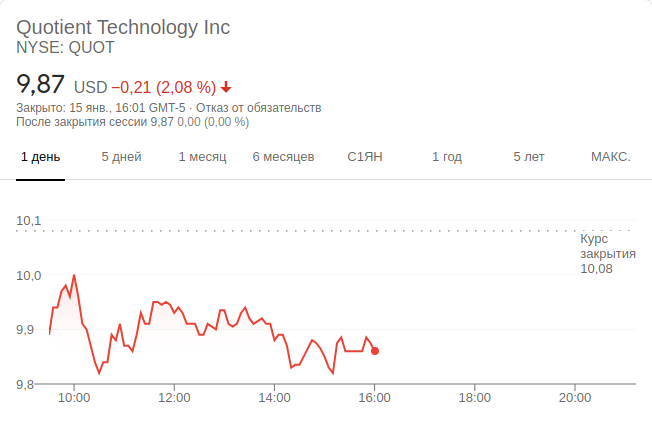 Quotient Technology Inc
NYSE: QUOT
9,87 USD −0,21 (2,08 %)
Закрыто: 15 янв., 16:01 GMT-5 · Отказ от обязательств
После закрытия сессии 9,87 0,00 (0,00 %)
1 день 5 дней 1 месяц 6 месяцев С1ЯН 1 год 5 лет МАКС.
10,1
Курс
закрытия
10,08
10,0
9,9
9,8
10:00 12:00 14:00 16:00 18:00 20:00